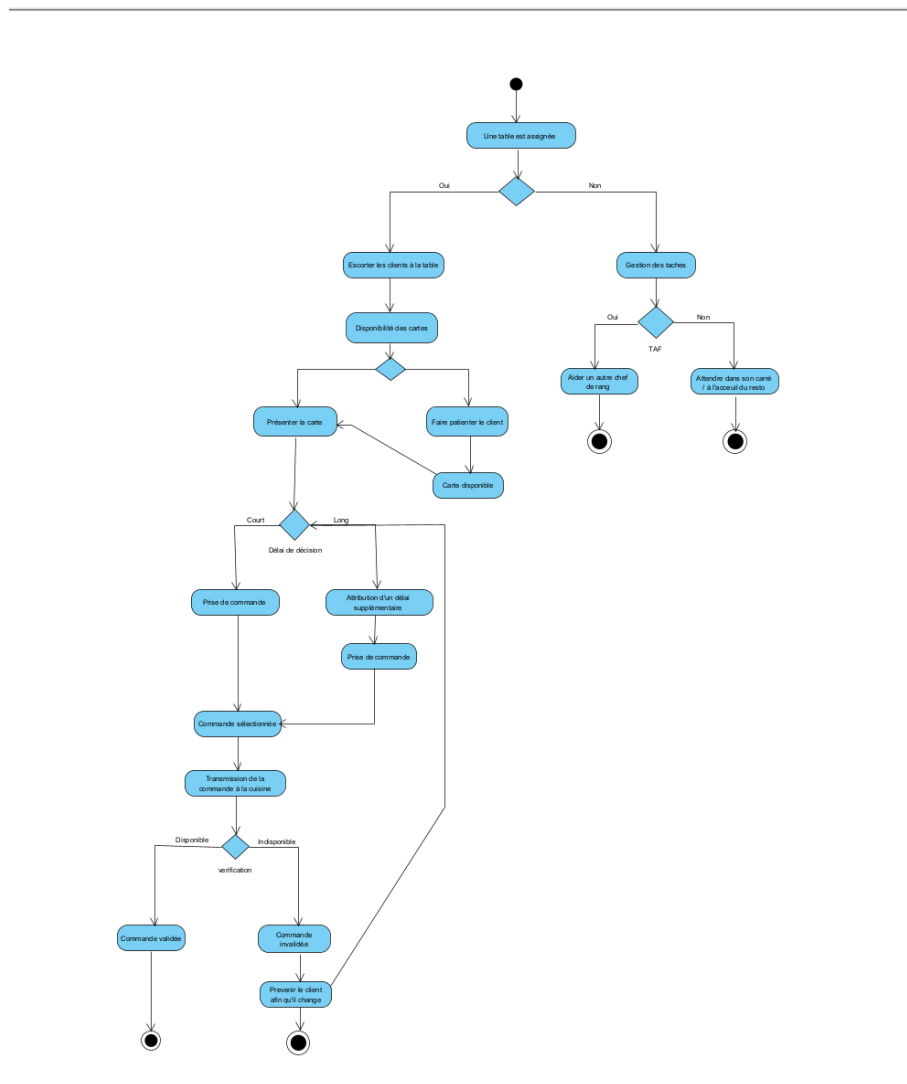 Une table est assignée
Oui
Non
Escorter les clients à la table
Gestion des taches
Disponibilité des cartes
Oui
Non
TAF
Aider un autre chef
de rang
Attendre dans son carré
/ à l'acceuil du resto
Présenter la carte
Faire patienter le client
Carte disponible
Court
Long
Délai de décision
Prise de commande
Attribution d'un délai
supplémentaire
Prise de commande
Commande sélectionnée
Transmission de la
commande à la cuisine
Disponible
Indisponible
verification
Commande validée
Commande
invalidée
Prevenir le client
afin qu'il change